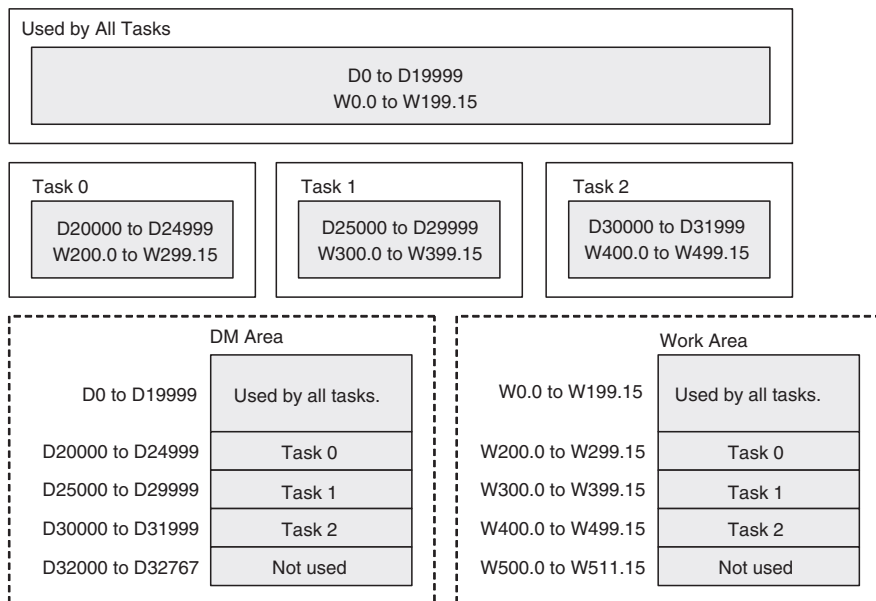 Used by All Tasks
D0 to D19999
W0.0 to W199.15
Task 0
D20000 to D24999
W200.0 to W299.15
Task 1
D25000 to D29999
W300.0 to W399.15
Task 2
D30000 to D31999
W400.0 to W499.15
DM Area
D0 to D19999 Used by all tasks.
D20000 to D24999 Task 0
D25000 to D29999 Task 1
D30000 to D31999 Task 2
D32000 to D32767 Not used
Work Area
W0.0 to W199.15 Used by all tasks.
W200.0 to W299.15 Task 0
W300.0 to W399.15 Task 1
W400.0 to W499.15 Task 2
W500.0 to W511.15 Not used